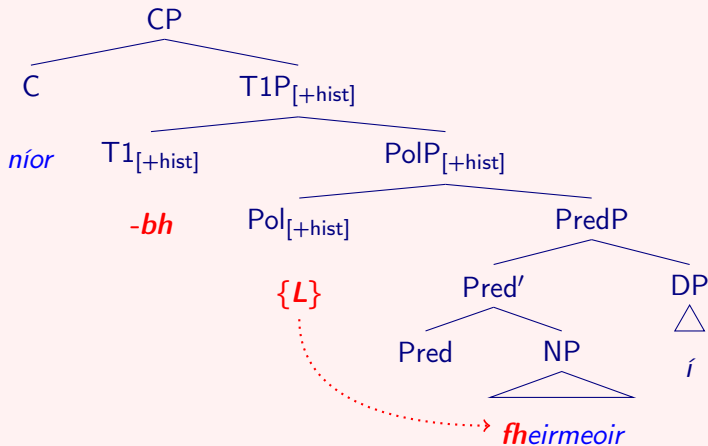 CP
C T1P[+hist]
níor T1[+hist] PolP[+hist]
-bh Pol[+hist] PredP
{L} Pred′ DP
Pred NP í
fheirmeoir